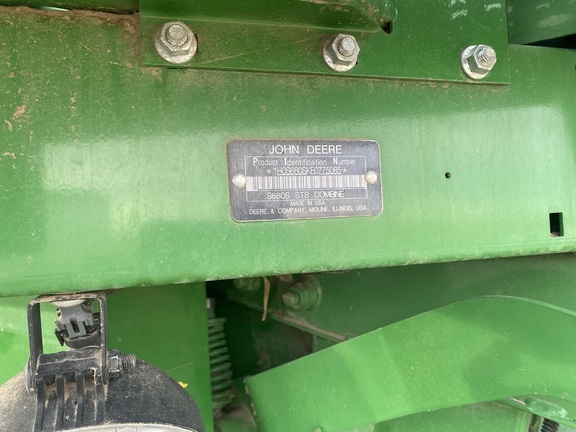 JOHN DEERE
Product Identification Number
*1H0S680SKE0775085*
S680S STS COMBINE
MADE IN USA
DEERE & COMPANY, MOLINE, ILLINOIS, USA